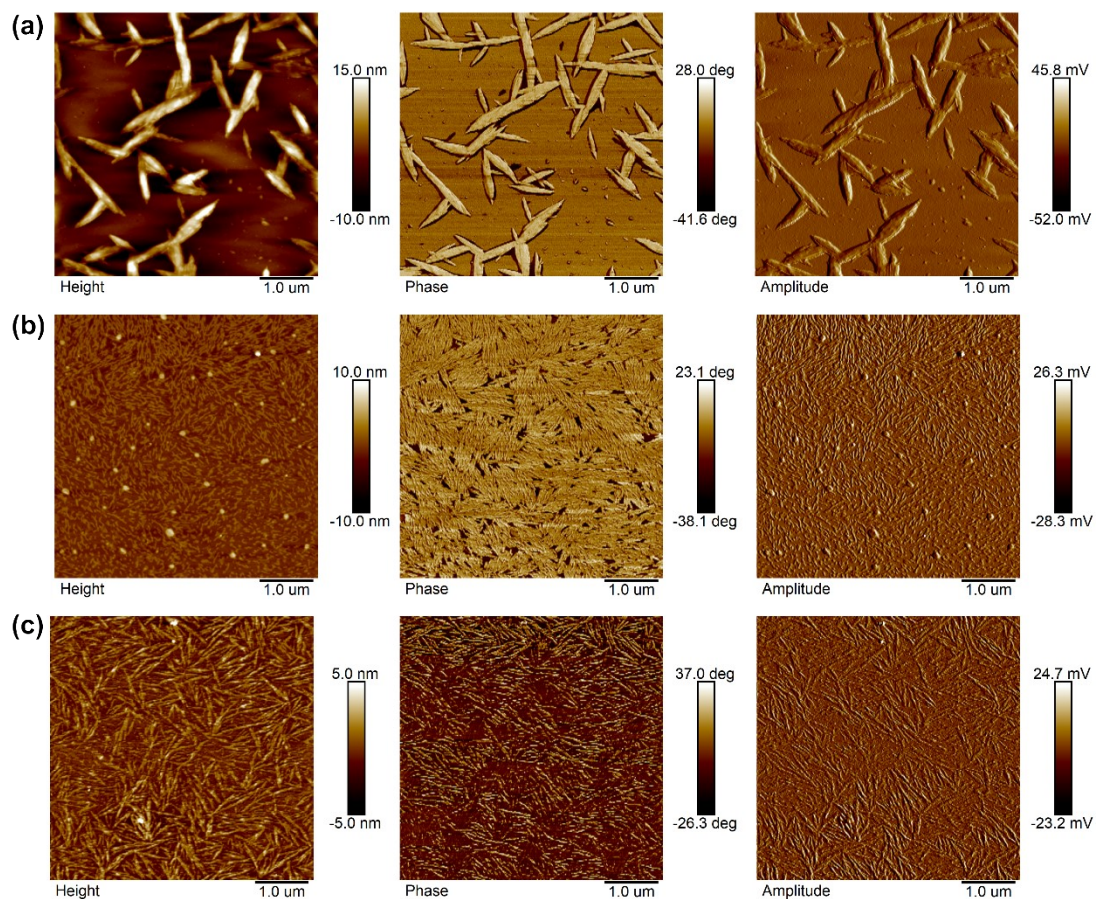 (a)
15.0 nm
-10.0 nm
Height
1.0 um
28.0 deg
-41.6 deg
Phase
1.0 um
45.8 mV
-52.0 mV
Amplitude
1.0 um
(b)
10.0 nm
-10.0 nm
Height
1.0 um
23.1 deg
-38.1 deg
Phase
1.0 um
26.3 mV
-28.3 mV
Amplitude
1.0 um
(c)
5.0 nm
-5.0 nm
Height
1.0 um
37.0 deg
-26.3 deg
Phase
1.0 um
24.7 mV
-23.2 mV
Amplitude
1.0 um